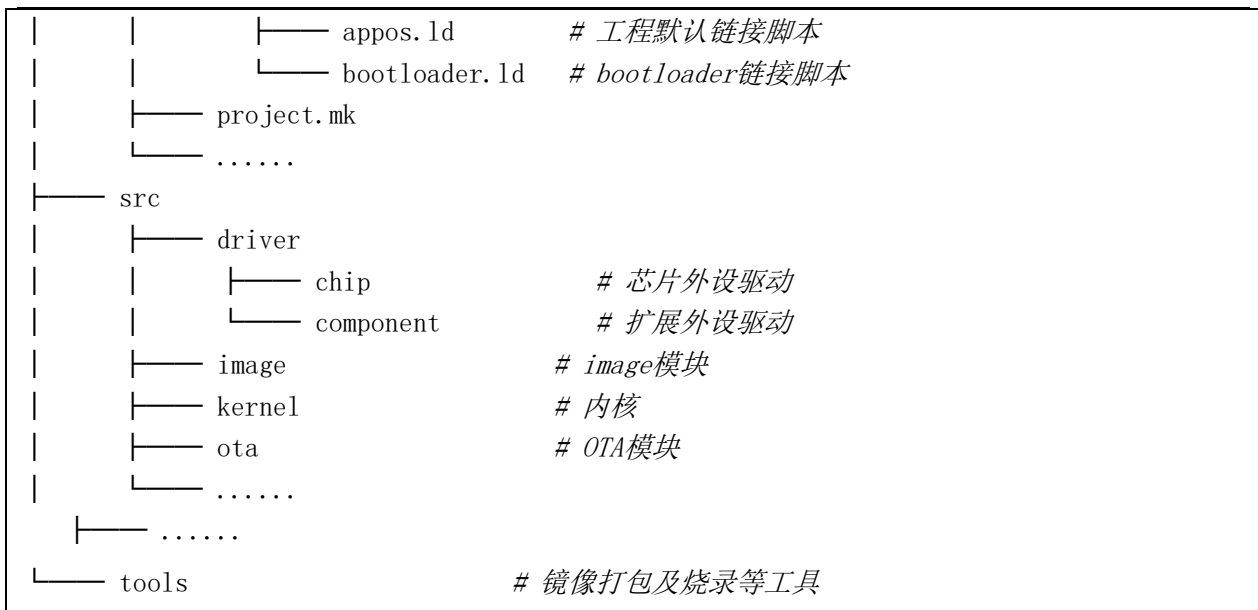 │ │ ├── appos.ld # 工程默认链接脚本
│ │ └── bootloader.ld # bootloader链接脚本
│ ├── project.mk
│ └── ......
├── src
│ ├── driver
│ │ ├── chip # 芯片外设驱动
│ │ └── component # 扩展外设驱动
│ ├── image # image模块
│ ├── kernel # 内核
│ ├── ota # OTA模块
│ └── ......
├── ......
└── tools # 镜像打包及烧录等工具